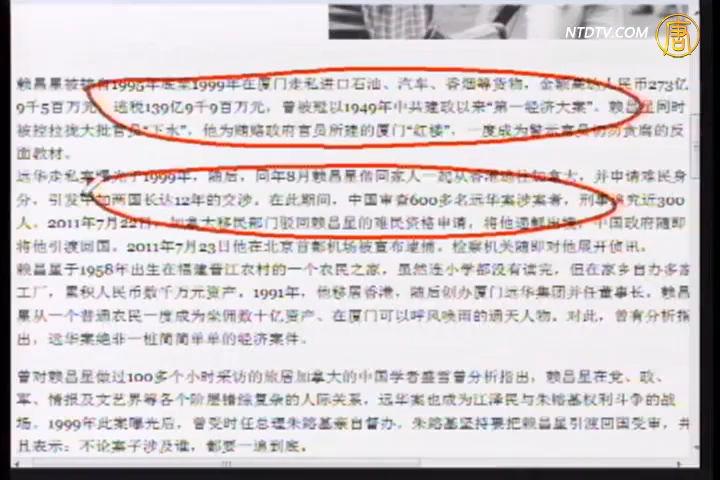 NTDTV.COM
唐
赖昌星被控自1995年底至1999年在厦门走私进口石油、汽车、香烟等货物，金额高达人民币273亿
9千5百万元，逃税139亿9千9百万元，曾被冠以1949年中共建政以来“第一经济大案”。赖昌星同时
被控拉拢大批官员“下水”，他为贿赂政府官员所建的厦门“红楼”，一度成为警示官员切勿贪腐的反
面教材。
远华走私案曝光于1999年，随后，同年8月赖昌星偕同家人一起从香港逃往加拿大，并申请难民身
分，引发中加两国长达12年的交涉。在此期间，中国审查600多名远华案涉案者，刑事追究近300
人。2011年7月22日，加拿大移民部门驳回赖昌星的难民资格申请，将他递解出境，中国政府随即
将他引渡回国。2011年7月23日他在北京首都机场被宣布逮捕，检察机关随即对他展开侦讯。
赖昌星于1958年出生在福建晋江农村的一个农民之家，虽然连小学都没有读完，但在家乡自办多家
工厂，累积人民币数千万元资产。1991年，他移居香港，随后创办厦门远华集团并任董事长，赖昌
星从一个普通农民一度成为坐拥数十亿资产、在厦门可以呼风唤雨的通天人物。对此，曾有分析指
出，远华案绝非一桩简简单单的经济案件。
曾对赖昌星做过100多个小时采访的旅居加拿大的中国学者盛雪曾分析指出，赖昌星在党、政、
军、情报及文艺界等各个阶层错综复杂的人际关系，远华案也成为江泽民与朱镕基权利斗争的战
场。1999年此案曝光后，曾受时任总理朱镕基亲自督办。朱镕基坚持要把赖昌星引渡回国受审，并
且表示：不论案子涉及谁，都要一追到底。